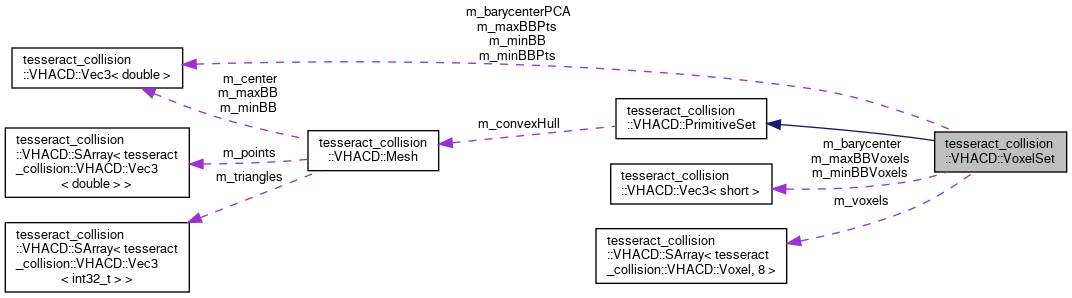 m_barycenterPCA
m_maxBBPts
m_minBB
m_minBBPts
tesseract_collision
::VHACD::Vec3< double >
m_center
m_maxBB
m_minBB
tesseract_collision
::VHACD::SArray< tesseract
_collision::VHACD::Vec3
< double > >
m_points
m_triangles
tesseract_collision
::VHACD::SArray< tesseract
_collision::VHACD::Vec3
< int32_t > >
tesseract_collision
::VHACD::Mesh
m_convexHull
tesseract_collision
::VHACD::PrimitiveSet
m_barycenter
m_maxBBVoxels
m_minBBVoxels
tesseract_collision
::VHACD::Vec3< short >
m_voxels
tesseract_collision
::VHACD::SArray< tesseract
_collision::VHACD::Voxel, 8 >
tesseract_collision
::VHACD::VoxelSet